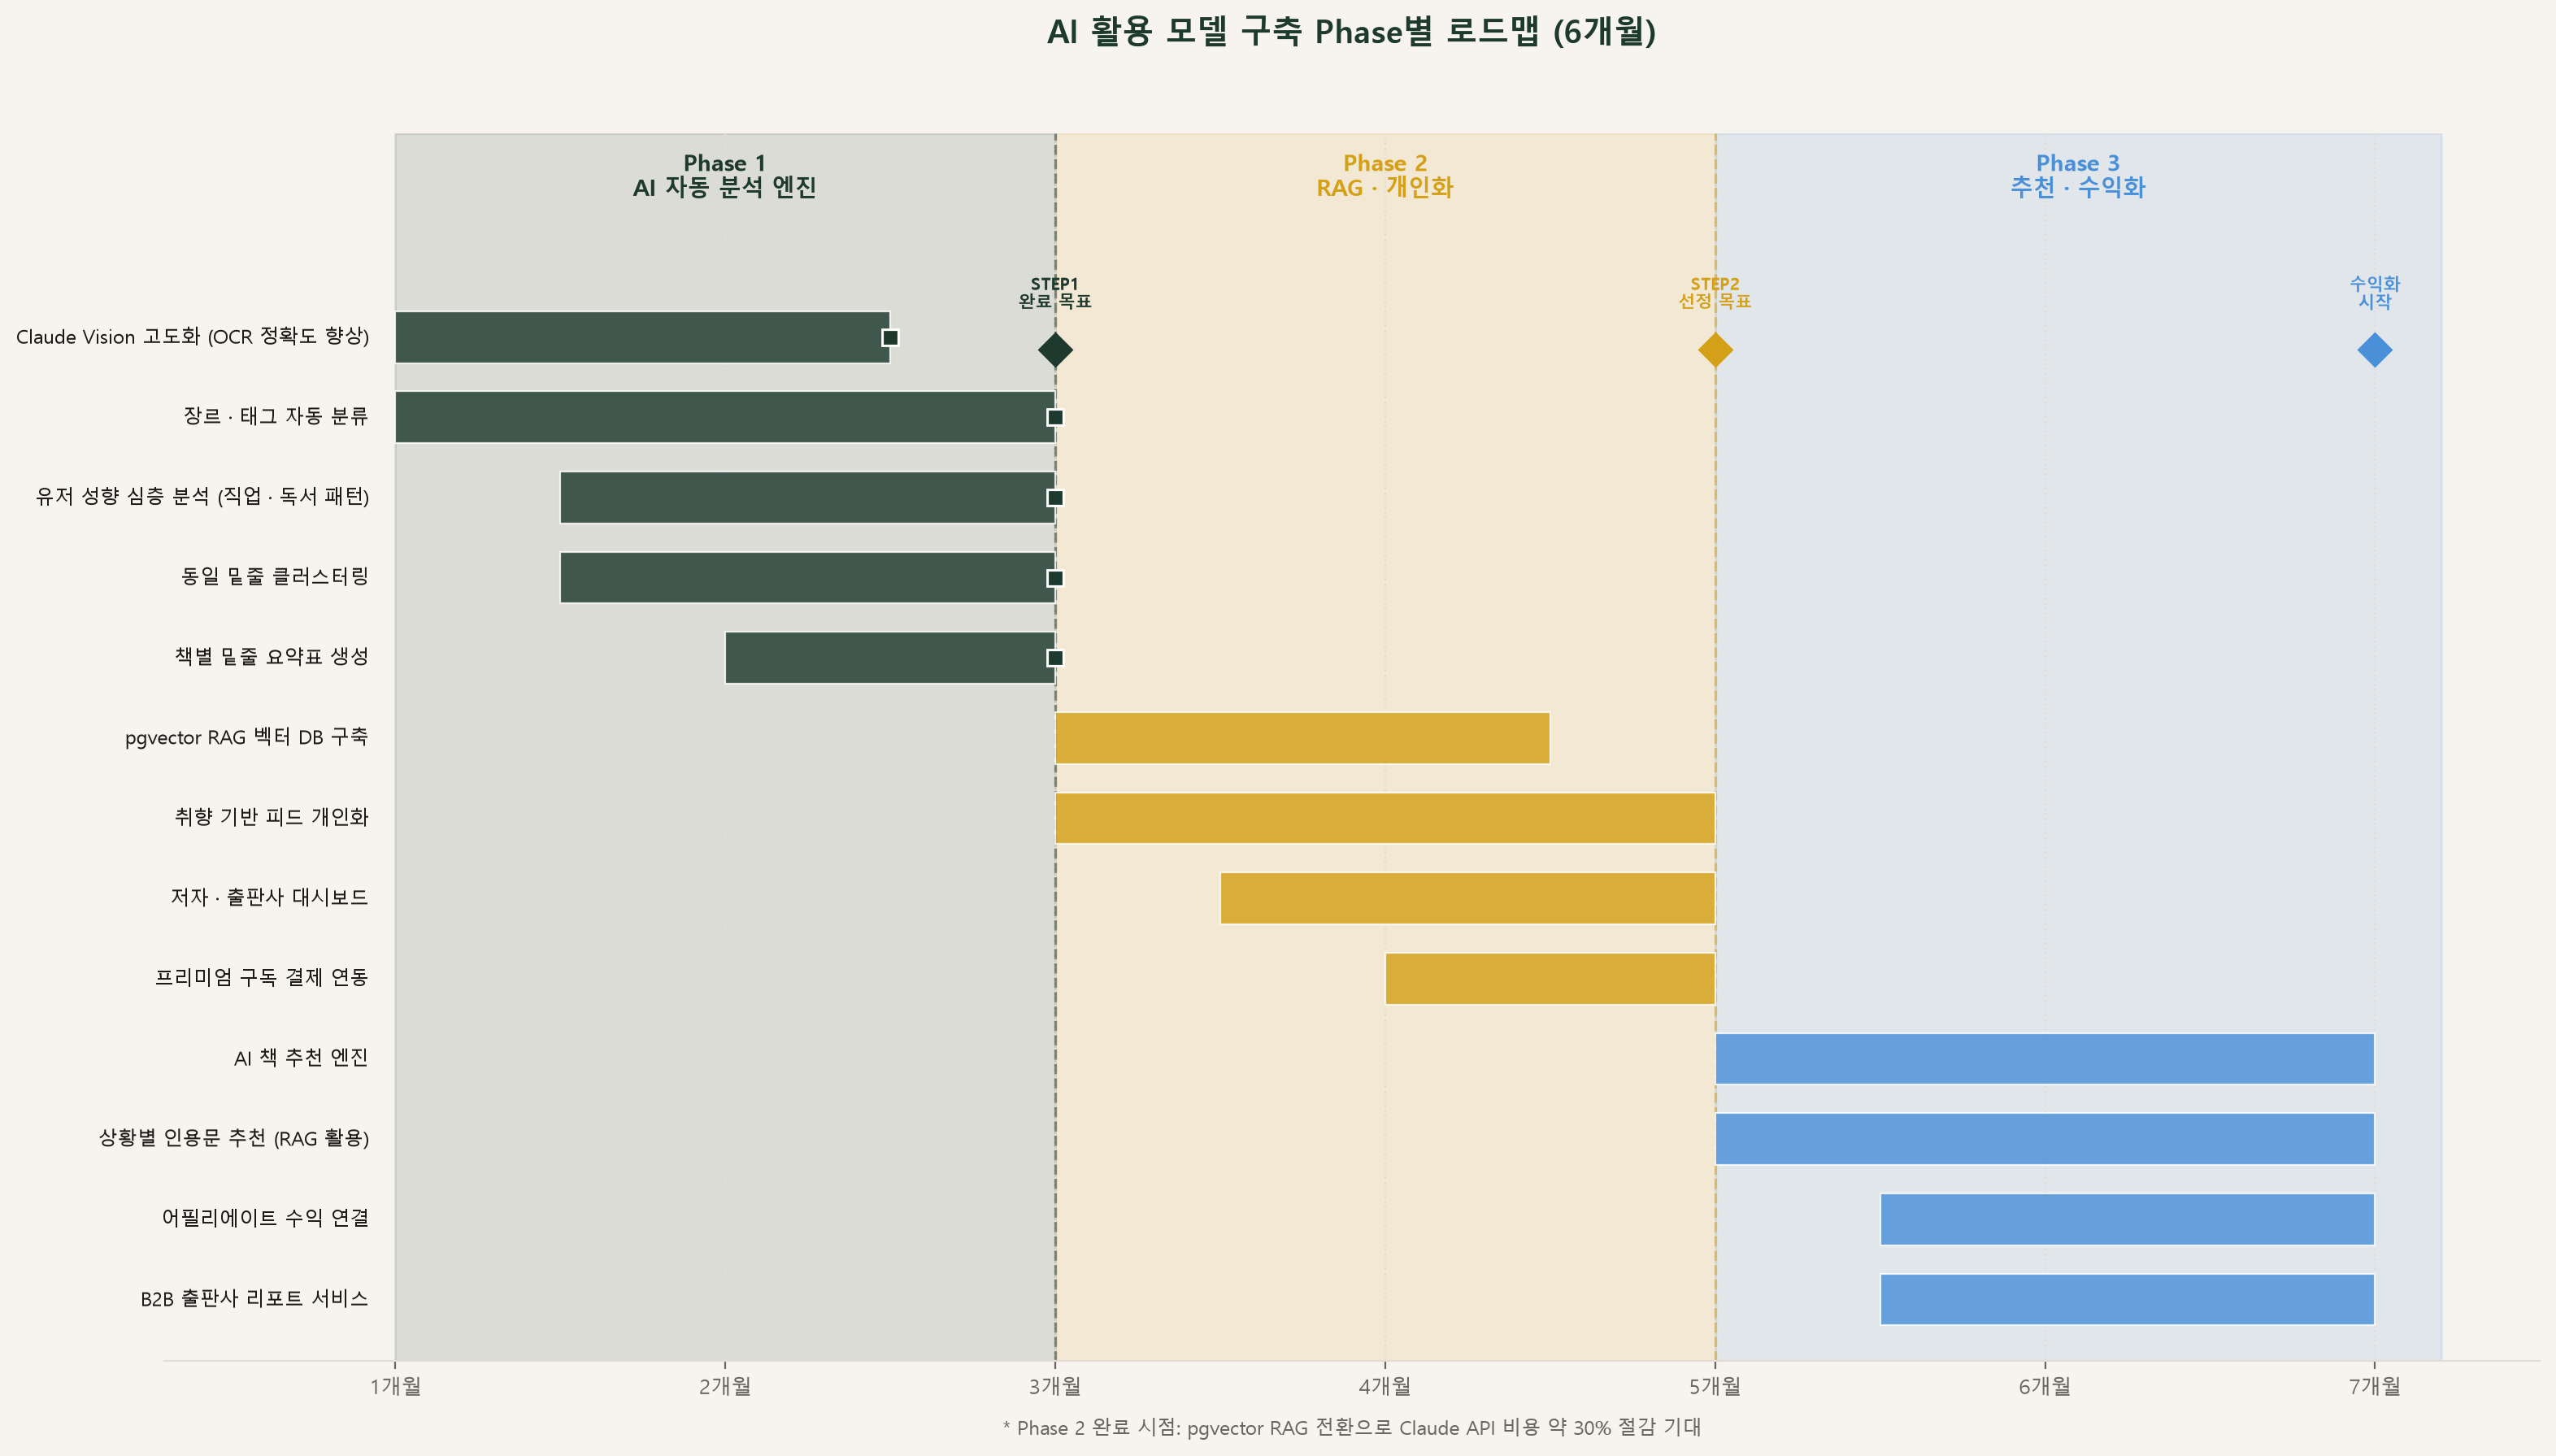 AI 활용 모델 구축 Phase별 로드맵 (6개월)
Phase 1
AI 자동 분석 엔진
Phase 2
RAG · 개인화
Phase 3
추천 · 수익화
STEP1
완료 목표
STEP2
선정 목표
수익화
시작
Claude Vision 고도화 (OCR 정확도 향상)
장르 · 태그 자동 분류
유저 성향 심층 분석 (직업 · 독서 패턴)
동일 밑줄 클러스터링
책별 밑줄 요약표 생성
pgvector RAG 벡터 DB 구축
취향 기반 피드 개인화
저자 · 출판사 대시보드
프리미엄 구독 결제 연동
AI 책 추천 엔진
상황별 인용문 추천 (RAG 활용)
어필리에이트 수익 연결
B2B 출판사 리포트 서비스
1개월
2개월
3개월
4개월
5개월
6개월
7개월
* Phase 2 완료 시점: pgvector RAG 전환으로 Claude API 비용 약 30% 절감 기대